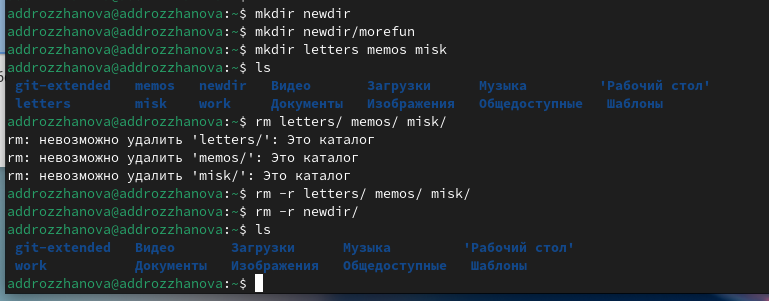 addrozzhanova@addrozzhanova:~$ mkdir newdir
addrozzhanova@addrozzhanova:~$ mkdir newdir/morefun
addrozzhanova@addrozzhanova:~$ mkdir letters memos misk
addrozzhanova@addrozzhanova:~$ ls
git-extended memos newdir Видео Загрузки Музыка 'Рабочий стол'
letters misk work Документы Изображения Общедоступные Шаблоны
addrozzhanova@addrozzhanova:~$ rm letters/ memos/ misk/
rm: невозможно удалить 'letters/': Это каталог
rm: невозможно удалить 'memos/': Это каталог
rm: невозможно удалить 'misk/': Это каталог
addrozzhanova@addrozzhanova:~$ rm -r letters/ memos/ misk/
addrozzhanova@addrozzhanova:~$ rm -r newdir/
addrozzhanova@addrozzhanova:~$ ls
git-extended Видео Загрузки Музыка 'Рабочий стол'
work Документы Изображения Общедоступные Шаблоны
addrozzhanova@addrozzhanova:~$